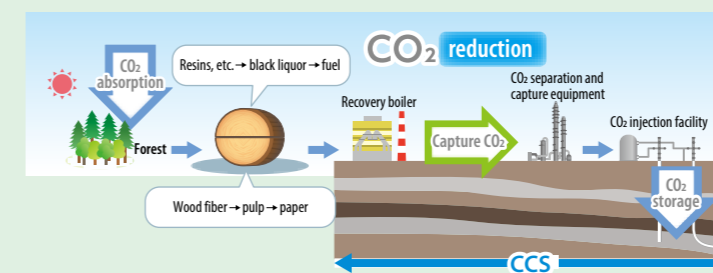 CO₂ reduction
CO₂
absorption
Resins, etc.→black liquor→fuel
Forest
Wood fiber→pulp→paper
Recovery boiler
Capture CO₂
CO₂ separation and
capture equipment
CO₂ injection facility
CO₂
storage
CCS